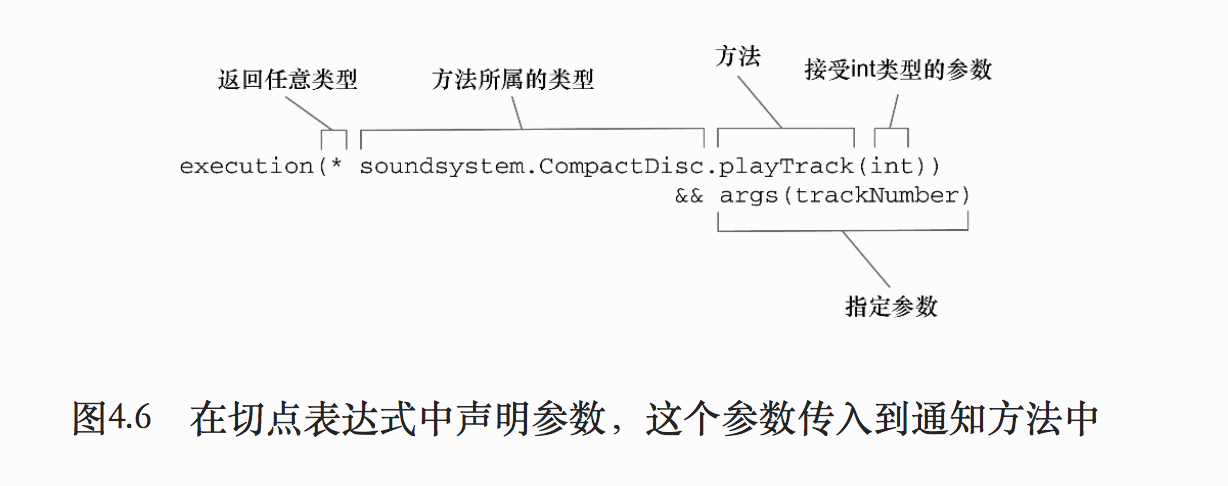 方法
返回任意类型 方法所属的类型 接受int类型的参数
execution(* soundsystem.CompactDisc.playTrack(int))
&& args(trackNumber)
指定参数
图4.6 在切点表达式中声明参数，这个参数传入到通知方法中